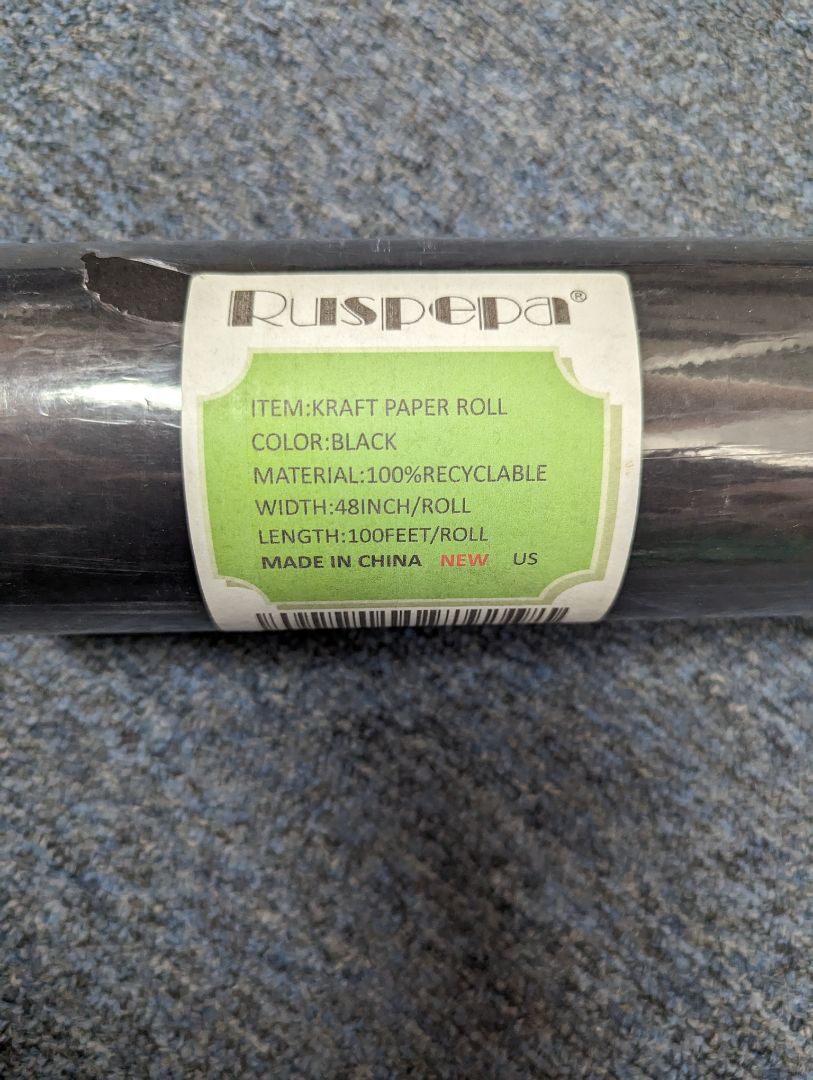 Ruspepa®
ITEM:KRAFT PAPER ROLL
COLOR:BLACK
MATERIAL:100%RECYCLABLE
WIDTH:48INCH/ROLL
LENGTH:100FEET/ROLL
MADE IN CHINA NEW US